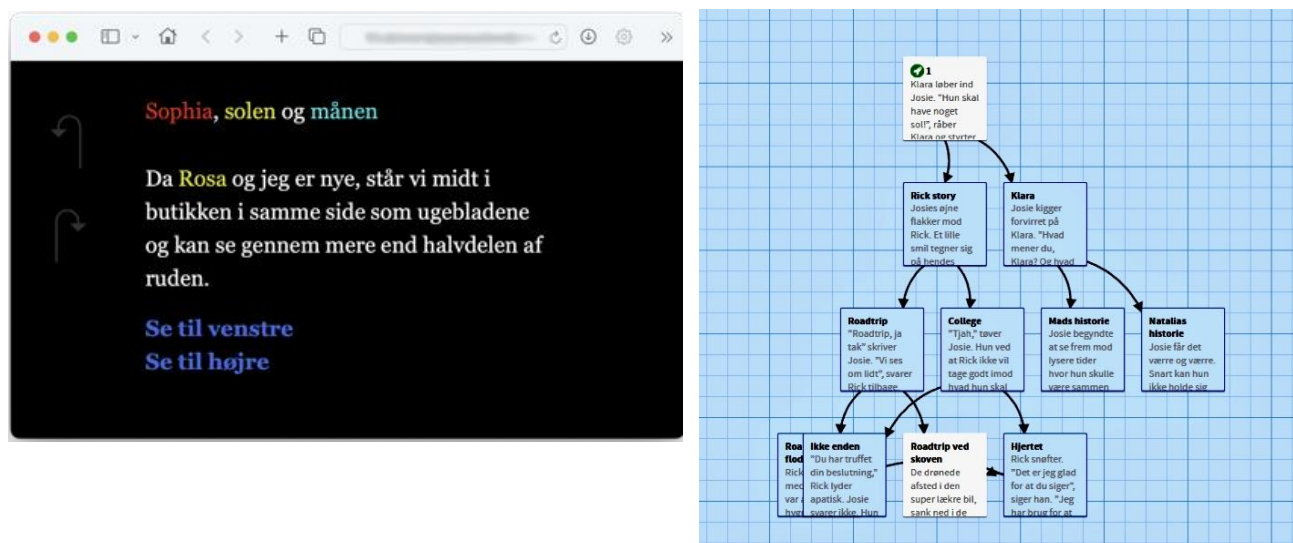 Sophia, solen og månen
Da Rosa og jeg er nye, står vi midt i
butikken i samme side som ugebladene
og kan se gennem mere end halvdelen af
ruden.
Se til venstre
Se til højre
1
Klara løber ind
Josie. "Hun skal
have noget
sol!", råber
Klara og styrter
Rick story
Josies øjne
flakker mod
Rick. Et lille
smil tegner sig
på hendes
Klara
Josie kigger
forvirret på
Klara. "Hvad
mener du,
Klara? Og hvad
Roadtrip
"Roadtrip, ja
tak" skriver
Josie. "Vi ses
om lidt", svarer
Rick tilbage.
College
"Tjah," tøver
Josie. Hun ved
at Rick ikke vil
tage godt imod
hvad hun skal
Mads historie
Josie begyndte
at se frem mod
lysere tider
hvor hun skulle
være sammen
Natalias
historie
Josie får det
værre og værre.
Snart kan hun
ikke holde sig
Roa
flod
Rick
med
var
Ikke enden
"Du har truffet
din beslutning,"
Rick lyder
apatisk. Josie
svarer ikke. Hun
Roadtrip ved
skoven
De drønede
afsted i den
super lækre bil,
sank ned i de
Hjertet
Rick snøfter.
"Det er jeg glad
for at du siger",
siger han. "Jeg
har brug for at